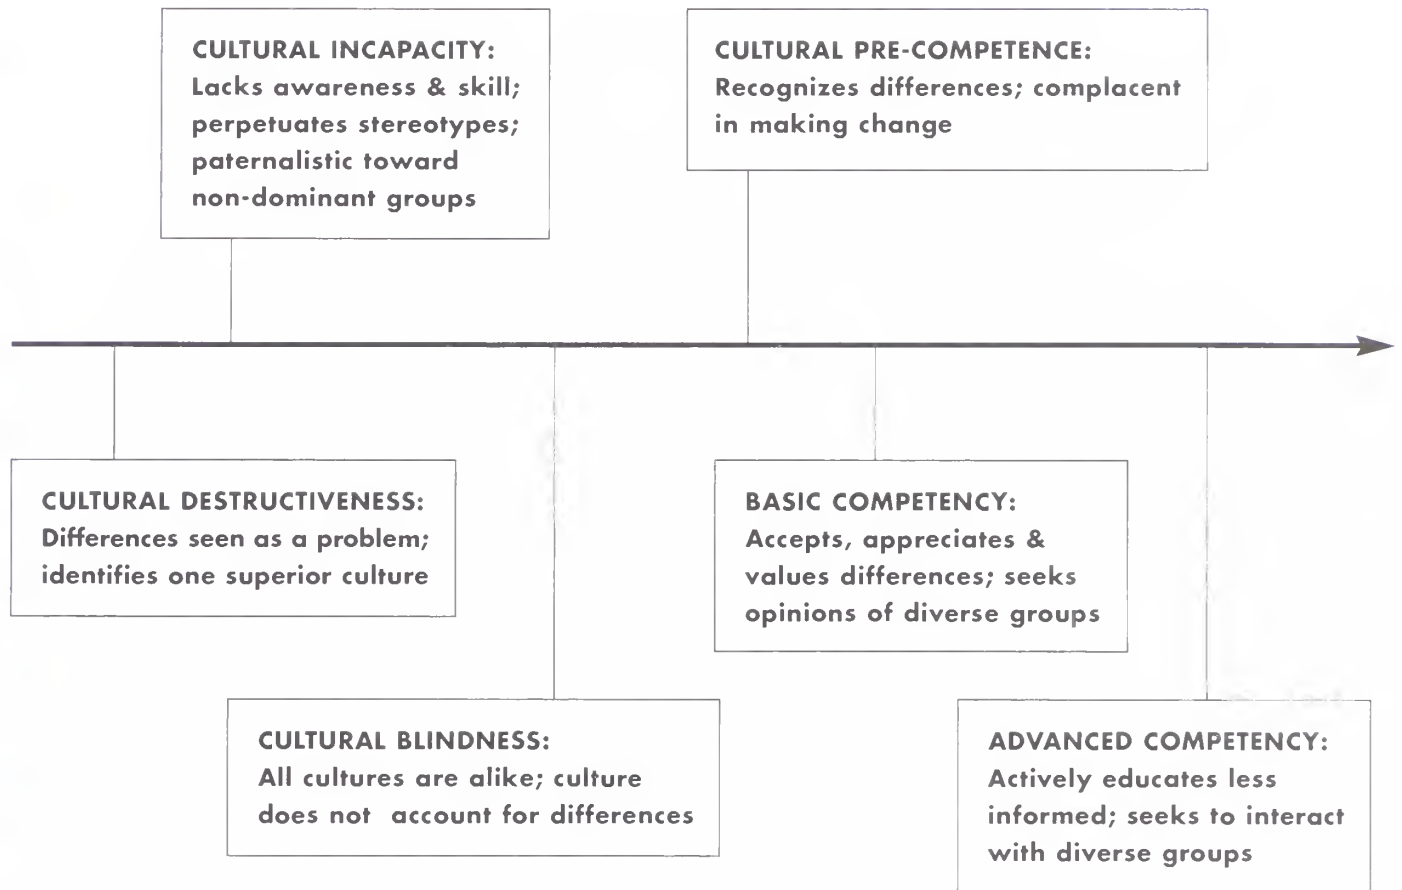 CULTURAL INCAPACITY:
Lacks awareness & skill;
perpetuates stereotypes;
paternalistic toward
non-dominant groups
CULTURAL PRE-COMPETENCE:
Recognizes differences; complacent
in making change
CULTURAL DESTRUCTIVENESS:
Differences seen as a problem;
identifies one superior culture
BASIC COMPETENCY:
Accepts, appreciates &
values differences; seeks
opinions of diverse groups
CULTURAL BLINDNESS:
All cultures are alike; culture
does not account for differences
ADVANCED COMPETENCY:
Actively educates less
informed; seeks to interact
with diverse groups